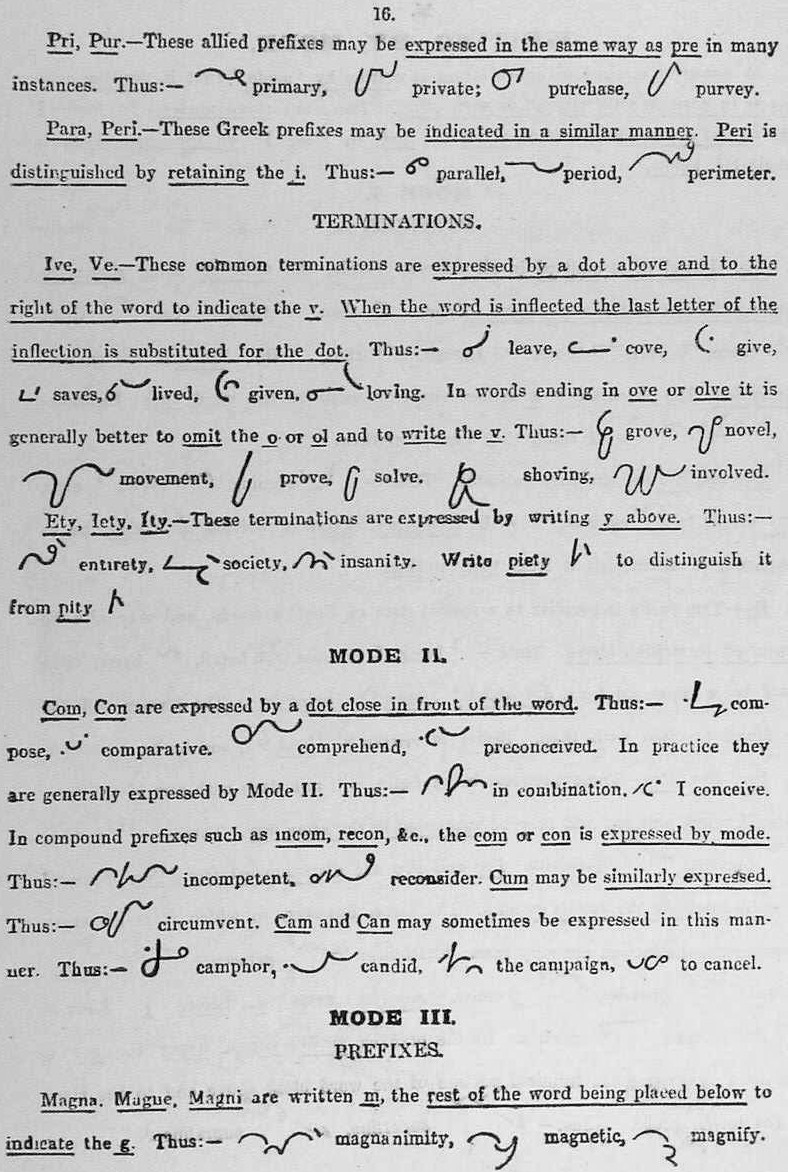 16.
Pri, Pur.—These allied prefixes may be expressed in the same way as pre in many
instances. Thus:— primary, private; purchase, purvey.
Para, Peri.—These Greek prefixes may be indicated in a similar manner. Peri is
distinguished by retaining the i. Thus:— parallel, period, perimeter.
TERMINATIONS.
Ive, Ve.—These common terminations are expressed by a dot above and to the
right of the word to indicate the v. When the word is inflected the last letter of the
inflection is substituted for the dot. Thus:— leave, cove, give,
saves, lived, given, loving. In words ending in ove or olve it is
generally better to omit the o or ol and to write the v. Thus:— grove, novel,
movement, prove, solve. shoving, involved.
Ety, Iety, Ity.—These terminations are expressed by writing y above. Thus:—
entirety, society, insanity. Write piety to distinguish it
from pity
MODE II.
Com, Con are expressed by a dot close in front of the word. Thus:— com-
pose, comparative. comprehend, preconceived. In practice they
are generally expressed by Mode II. Thus:— in combination, I conceive.
In compound prefixes such as incom, recon, &c., the com or con is expressed by mode.
Thus:— incompetent, reconsider. Cum may be similarly expressed.
Thus:— circumvent. Cam and Can may sometimes be expressed in this man-
ner. Thus:— camphor, candid, the campaign, to cancel.
MODE III.
PREFIXES.
Magna. Mague, Magni are written m, the rest of the word being placed below to
indicate the g. Thus:— magnanimity, magnetic, magnify.